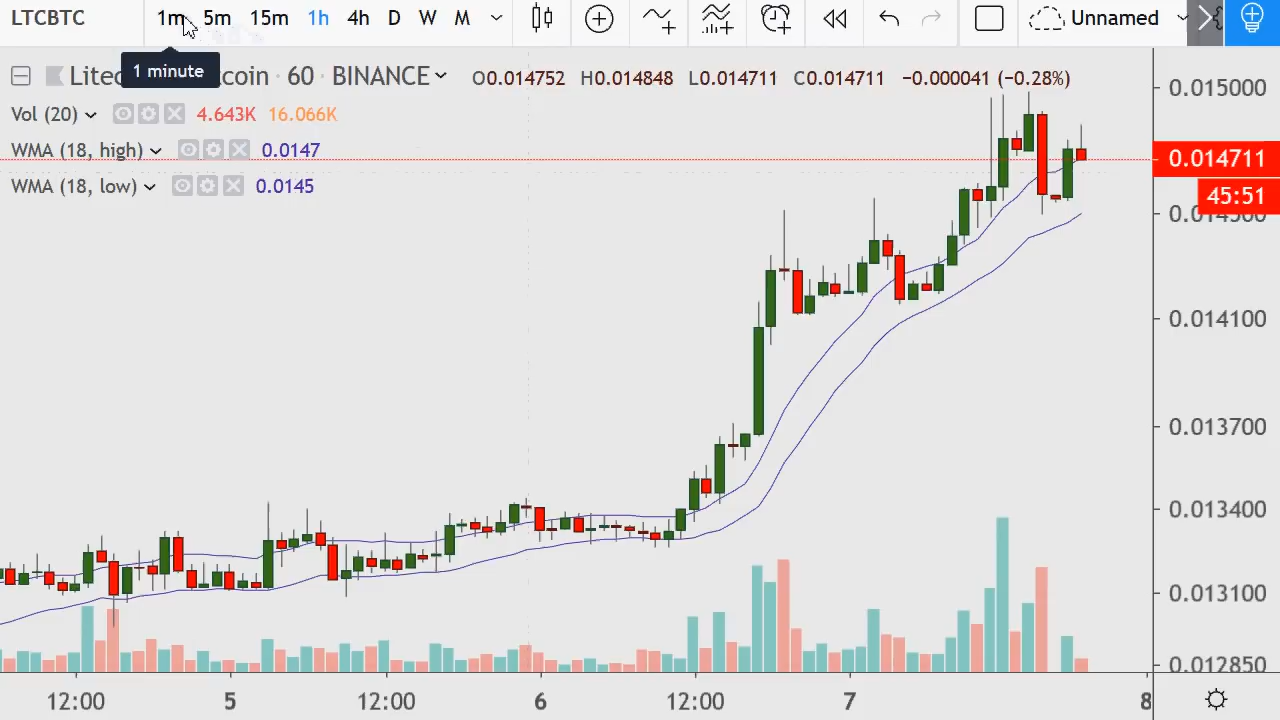 LTCBTC 1m 5m 15m 1h 4h D W M Unnamed
1 minute
Litec coin · 60 · BINANCE O0.014752 H0.014848 L0.014711 C0.014711 −0.000041 (−0.28%)
Vol (20) 4.643K 16.066K
WMA (18, high) 0.0147
WMA (18, low) 0.0145
0.015000
0.014711
45:51
0.014500
0.014100
0.013700
0.013400
0.013100
0.012850
12:00 5 12:00 6 12:00 7 8